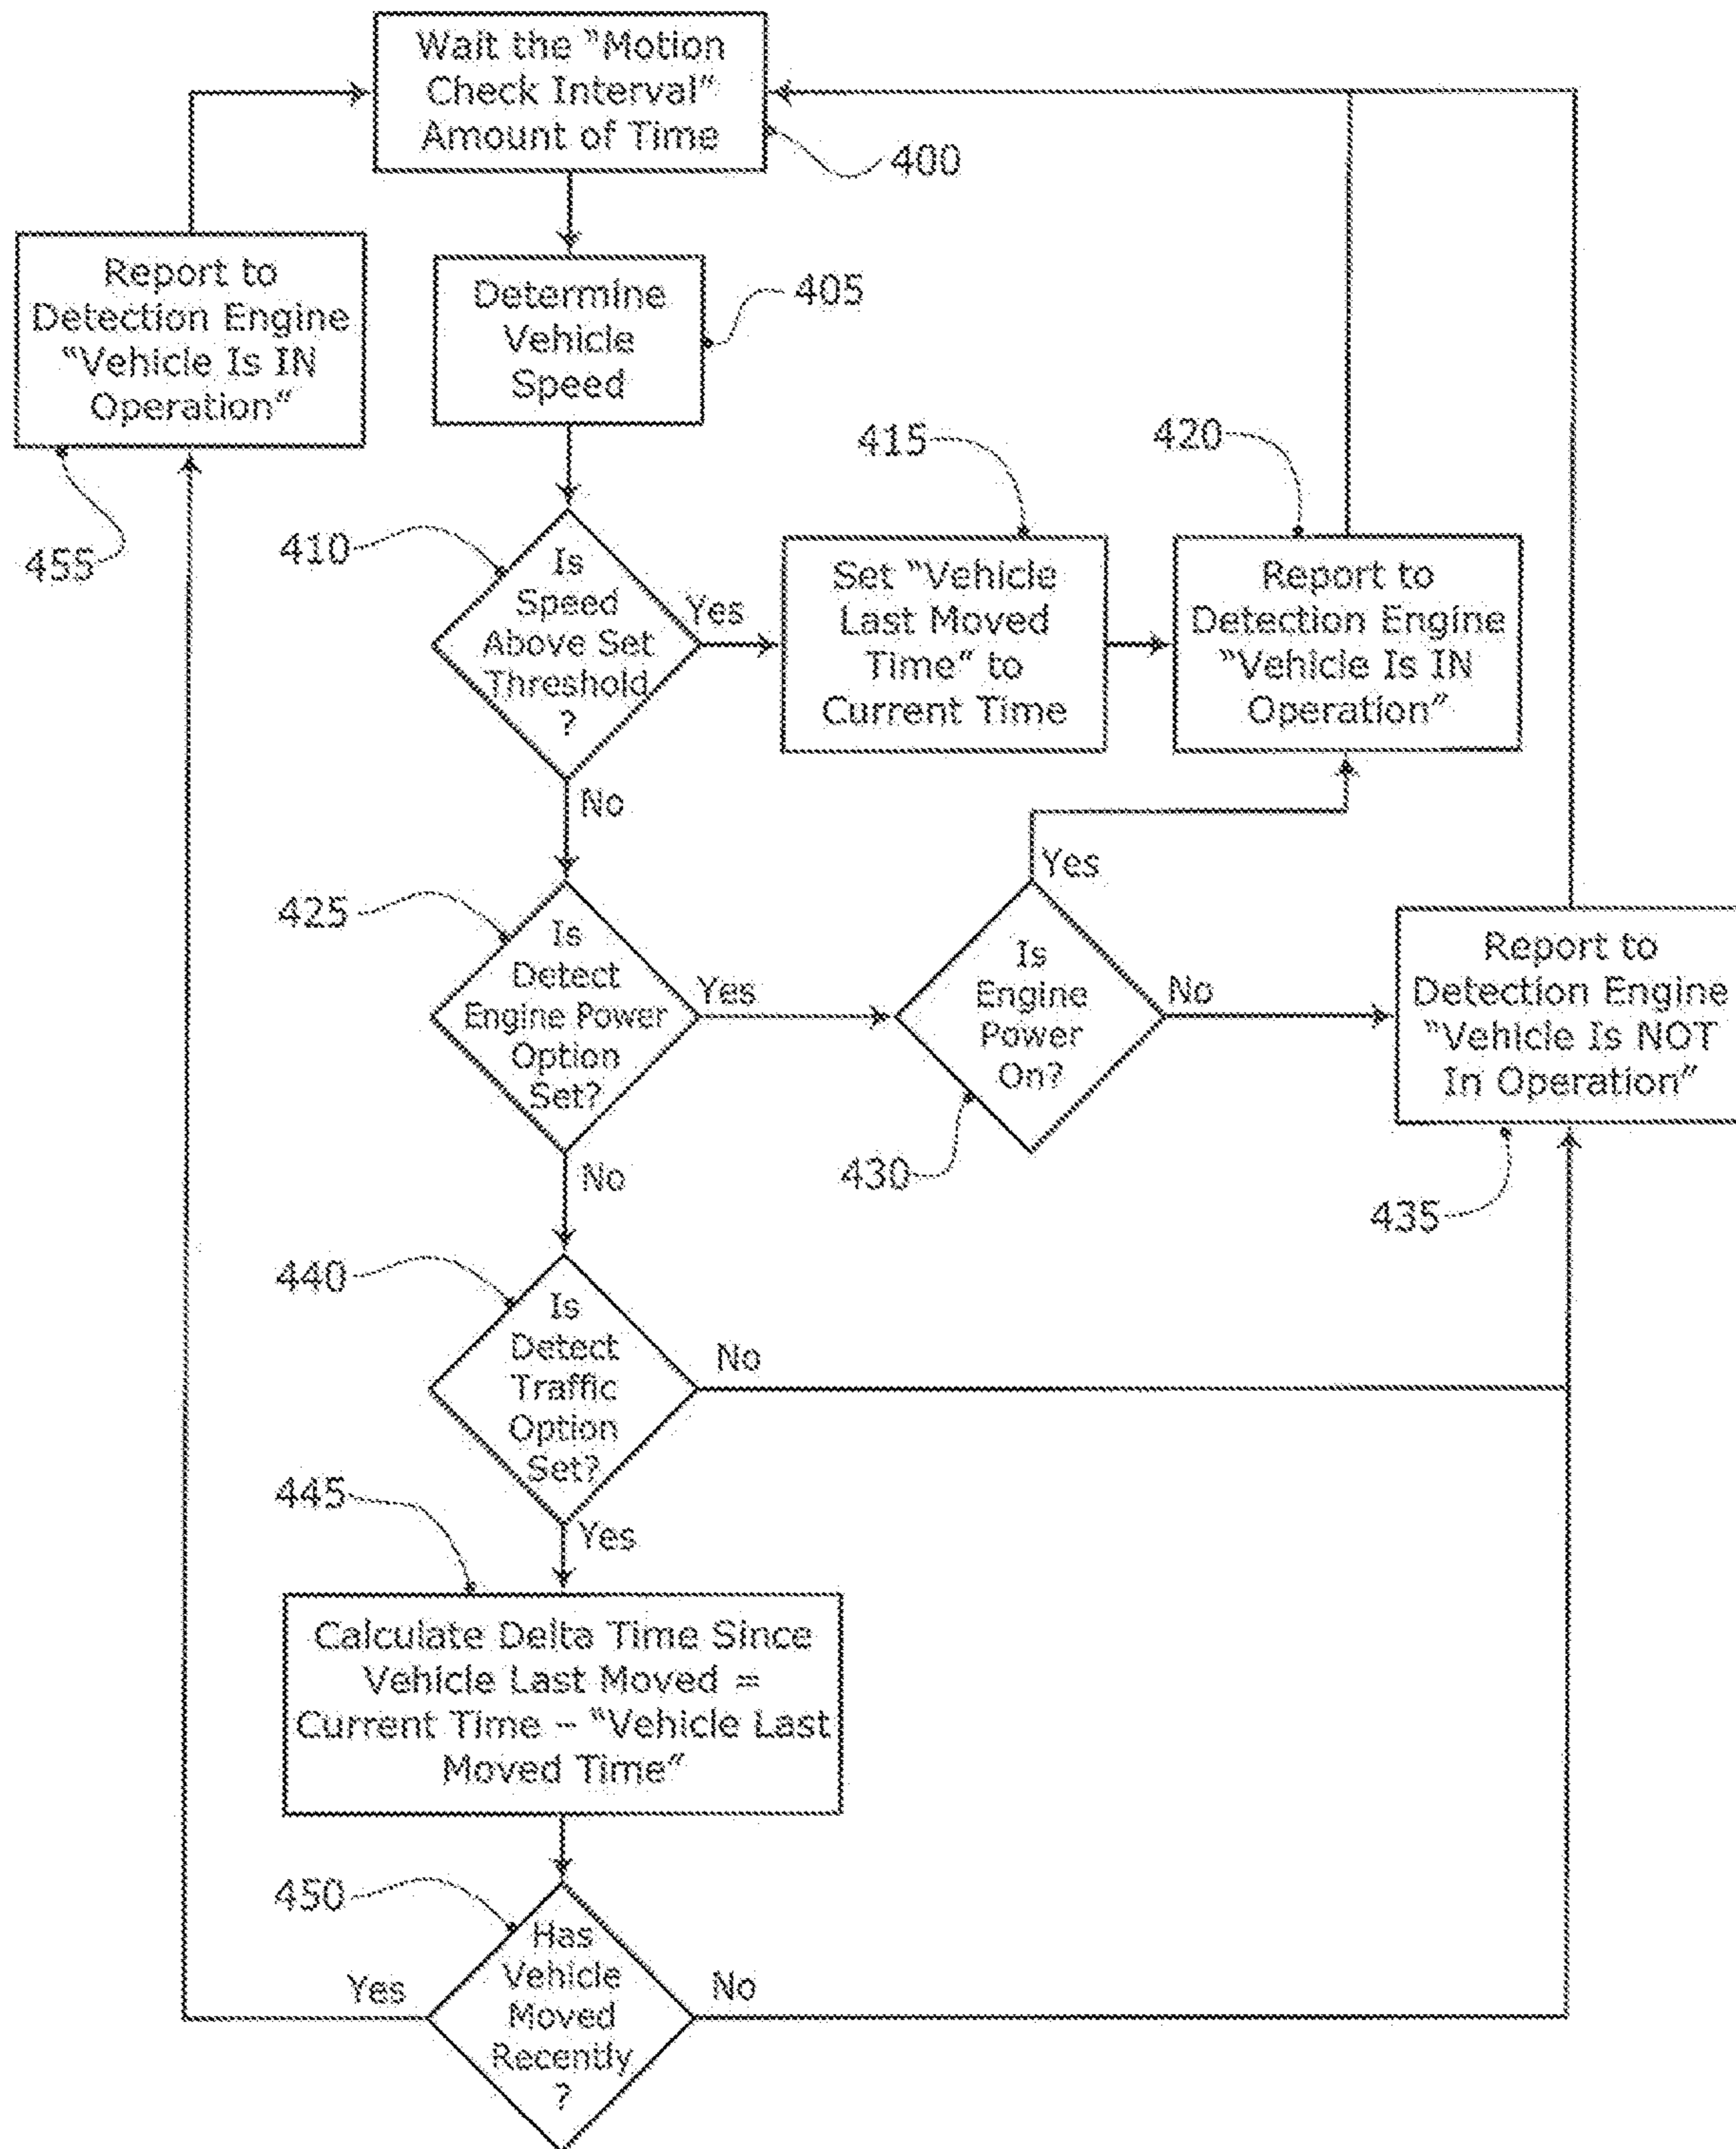 Wait the "Motion
Check Interval"
Amount of Time
400
Report to
Detection Engine
"Vehicle Is IN
Operation"
455
Determine
Vehicle
Speed
405
410
Is
Speed
Above Set
Threshold
?
Yes
No
415
Set "Vehicle
Last Moved
Time" to
Current Time
420
Report to
Detection Engine
"Vehicle Is IN
Operation"
425
Is
Detect
Engine Power
Option
Set?
Yes
No
Is
Engine
Power
On?
Yes
No
430
Report to
Detection Engine
"Vehicle Is NOT
In Operation"
435
440
Is
Detect
Traffic
Option
Set?
No
Yes
445
Calculate Delta Time Since
Vehicle Last Moved =
Current Time – "Vehicle Last
Moved Time"
450
Has
Vehicle
Moved
Recently
?
Yes
No